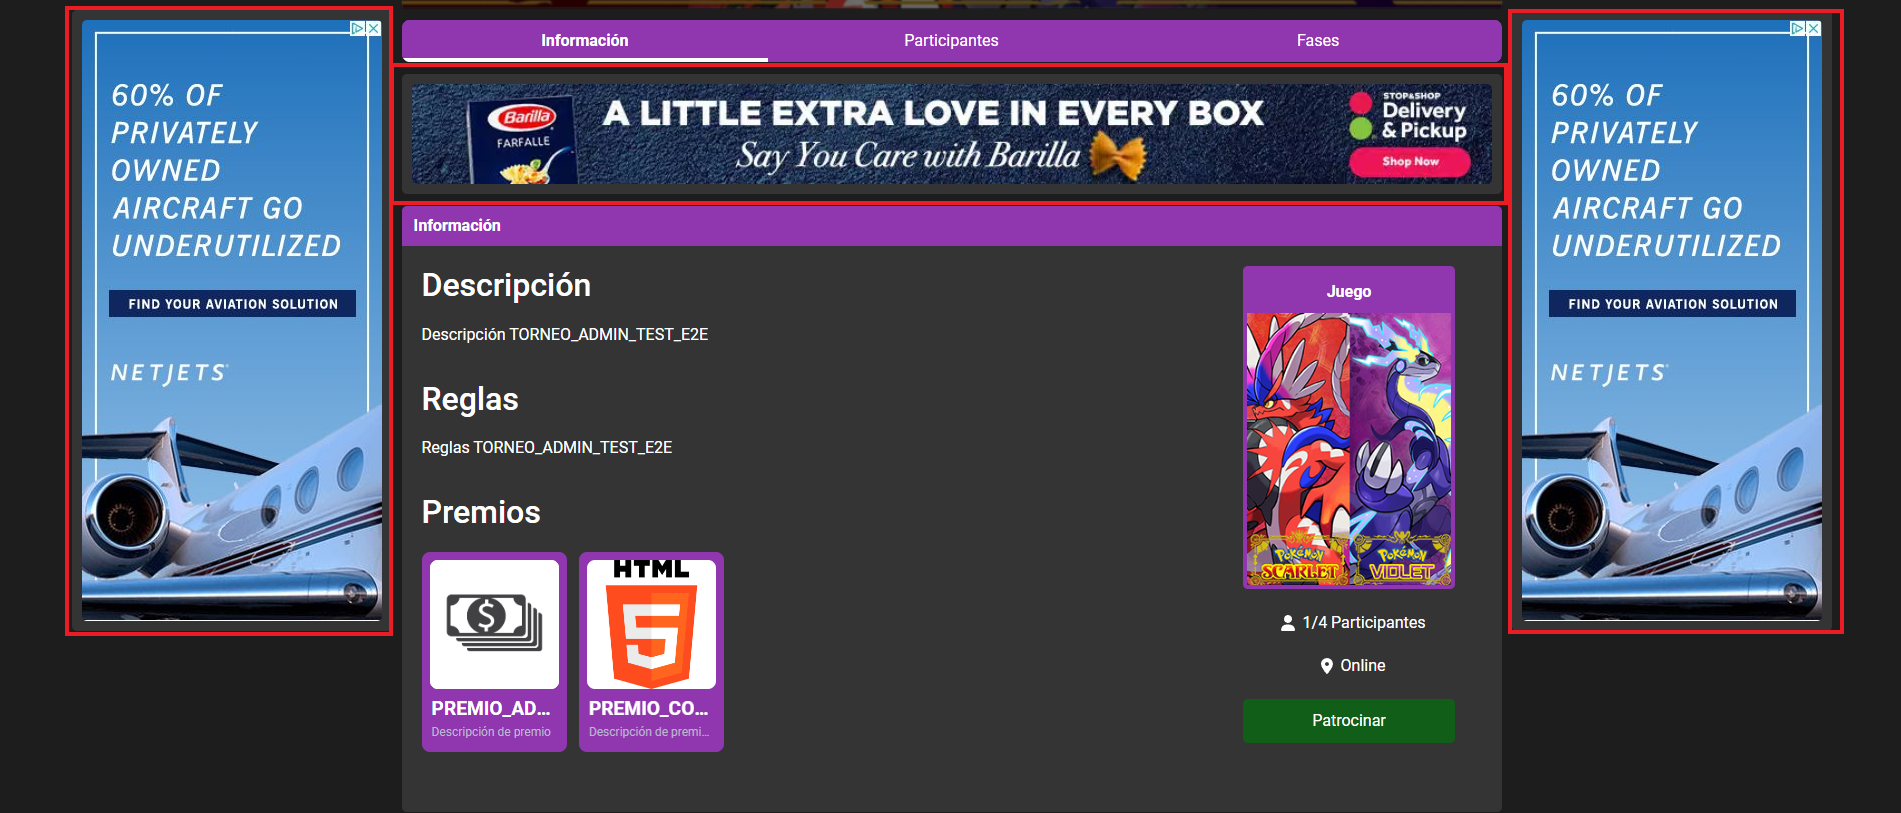 60% OF
PRIVATELY
OWNED
AIRCRAFT GO
UNDERUTILIZED
FIND YOUR AVIATION SOLUTION
NETJETS
Información
Participantes
Fases
Barilla
FARFALLE
A LITTLE EXTRA LOVE IN EVERY BOX
Say You Care with Barilla
STOP&SHOP
Delivery
& Pickup
Shop Now
Información
Descripción
Descripción TORNEO_ADMIN_TEST_E2E
Reglas
Reglas TORNEO_ADMIN_TEST_E2E
Premios
HTML
5
PREMIO_AD...
Descripción de premio
PREMIO_CO...
Descripción de premi...
Juego
POKÉMON
SCARLET
POKÉMON
VIOLET
1/4 Participantes
Online
Patrocinar
60% OF
PRIVATELY
OWNED
AIRCRAFT GO
UNDERUTILIZED
FIND YOUR AVIATION SOLUTION
NETJETS